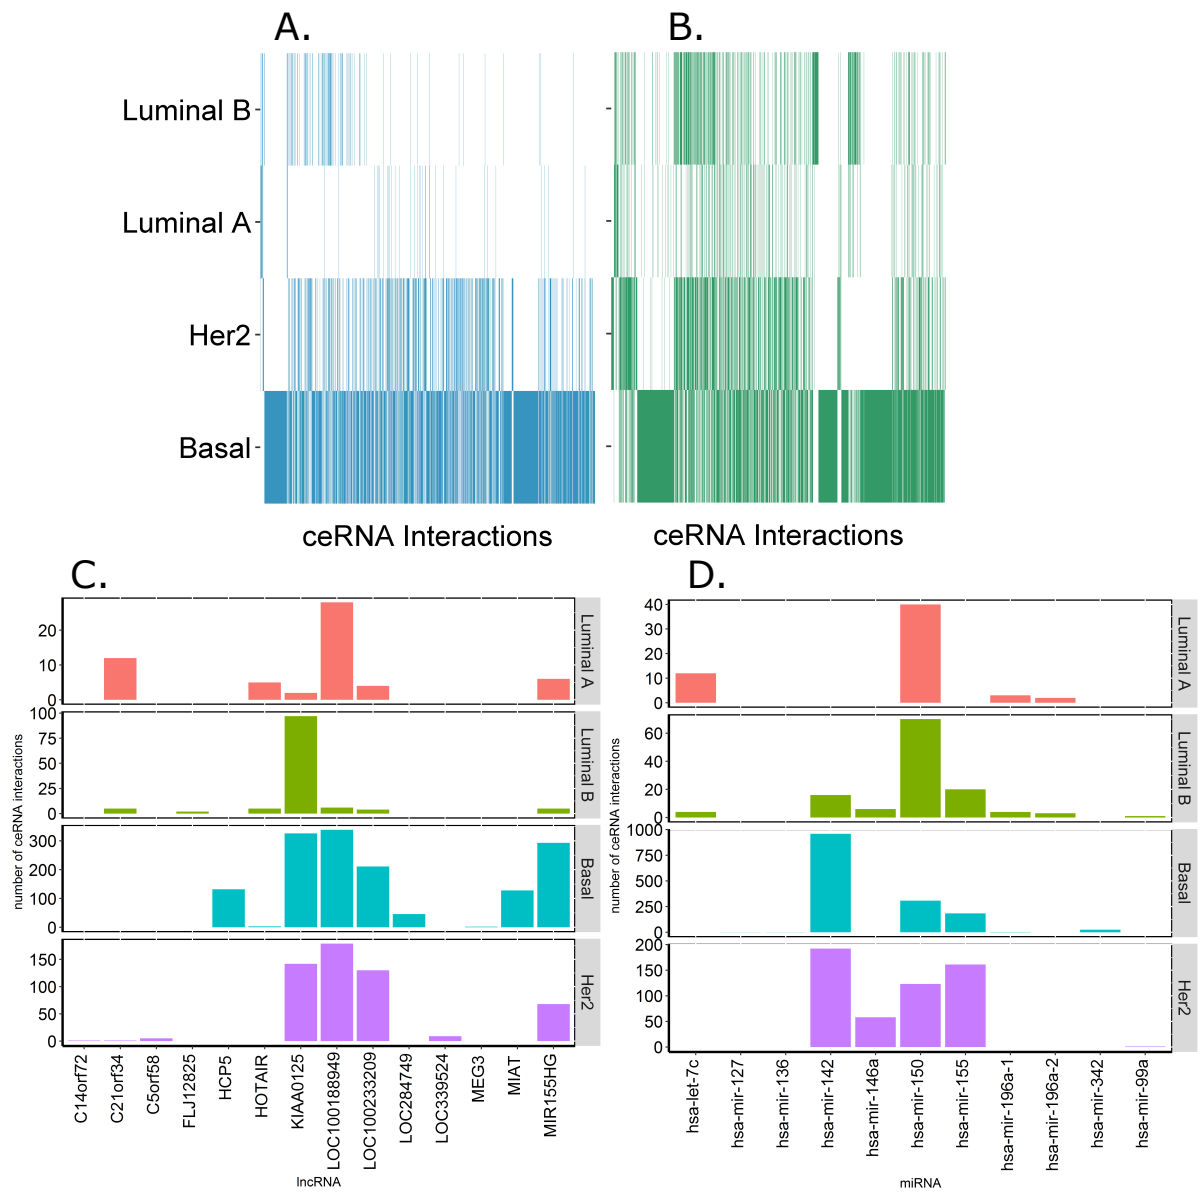 A.
B.
Luminal B
Luminal A
Her2
Basal
ceRNA Interactions
ceRNA Interactions
C.
D.
number of ceRNA interactions
20
10
0
Luminal A
100
75
50
25
0
Luminal B
300
200
100
0
Basal
150
100
50
0
Her2
C14orf72
C21orf34
C5orf58
FLJ12825
HCP5
HOTAIR
KIAA0125
LOC100188949
LOC100233209
LOC284749
LOC339524
MEG3
MIAT
MIR155HG
lncRNA
number of ceRNA interactions
40
30
20
10
0
Luminal A
60
40
20
0
Luminal B
1000
750
500
250
0
Basal
200
150
100
50
0
Her2
hsa-let-7c
hsa-mir-127
hsa-mir-136
hsa-mir-142
hsa-mir-146a
hsa-mir-150
hsa-mir-155
hsa-mir-196a-1
hsa-mir-196a-2
hsa-mir-342
hsa-mir-99a
miRNA